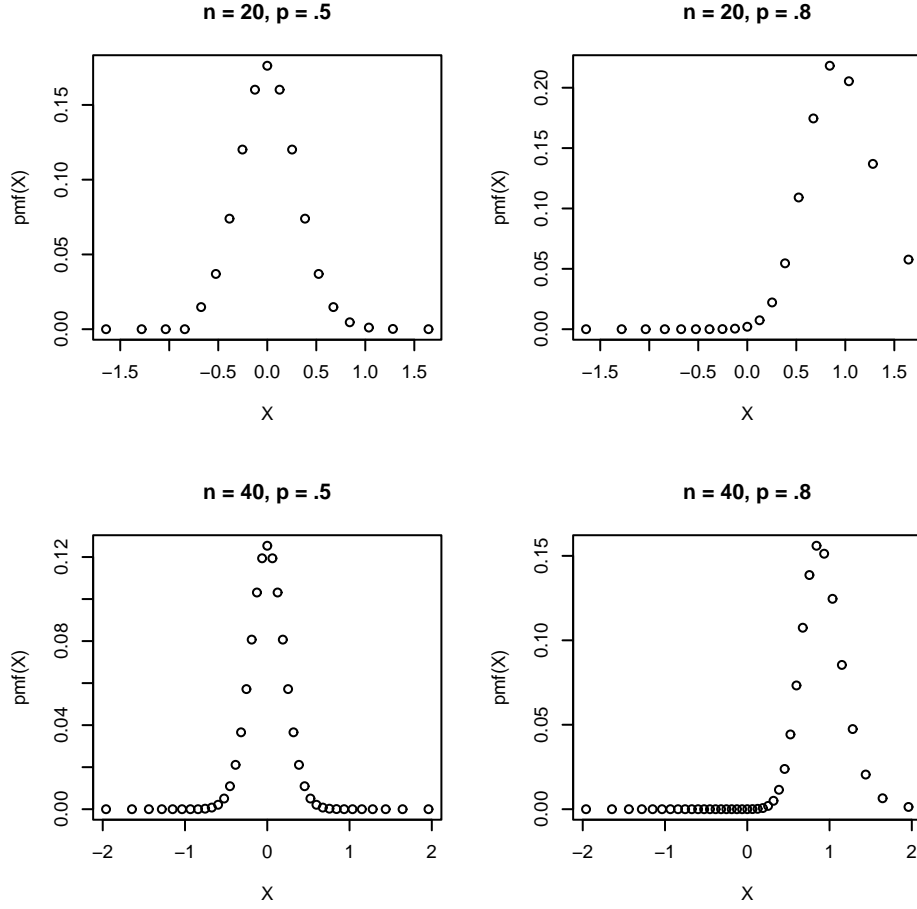 n = 20, p = .5
pmf(X)
0.00 0.05 0.10 0.15
−1.5 −0.5 0.0 0.5 1.0 1.5
X
n = 20, p = .8
pmf(X)
0.00 0.05 0.10 0.15 0.20
−1.5 −0.5 0.0 0.5 1.0 1.5
X
n = 40, p = .5
pmf(X)
0.00 0.04 0.08 0.12
−2 −1 0 1 2
X
n = 40, p = .8
pmf(X)
0.00 0.05 0.10 0.15
−2 −1 0 1 2
X